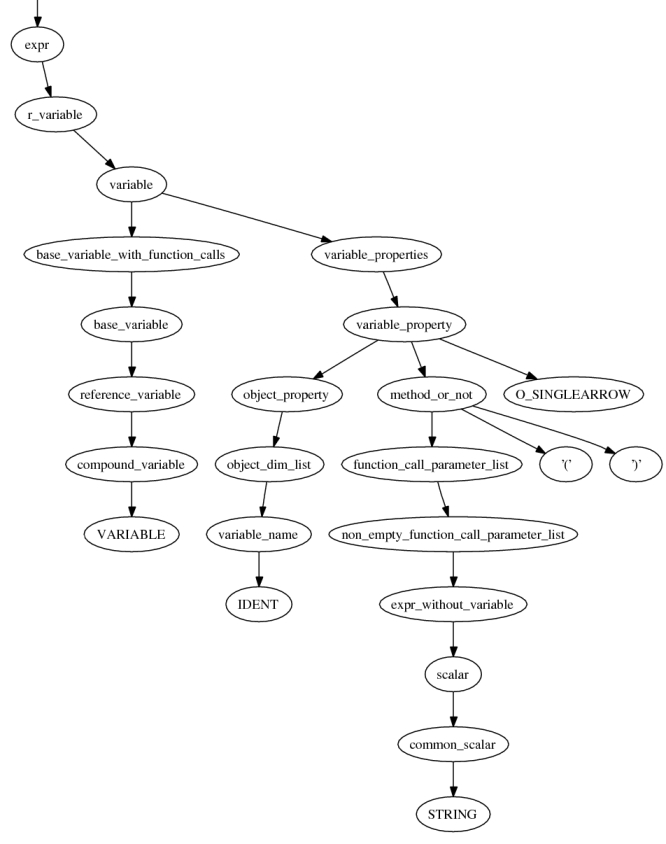 expr
r_variable
variable
base_variable_with_function_calls variable_properties
base_variable variable_property
reference_variable object_property method_or_not O_SINGLEARROW
compound_variable object_dim_list function_call_parameter_list '(' ')'
VARIABLE variable_name non_empty_function_call_parameter_list
IDENT expr_without_variable
scalar
common_scalar
STRING